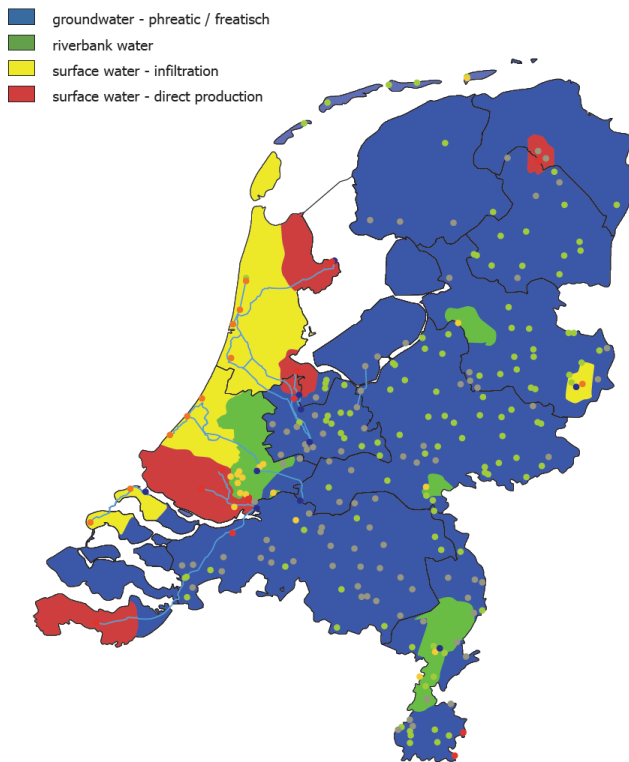 groundwater - phreatic / freatisch
riverbank water
surface water - infiltration
surface water - direct production